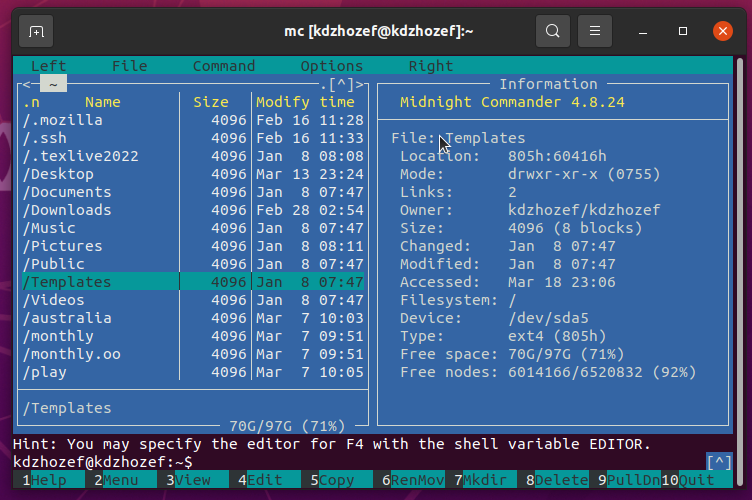 mc [kdzhozef@kdzhozef]:~
Left File Command Options Right
<─ ~ .[^]>
.n Name Size Modify time
/.mozilla 4096 Feb 16 11:28
/.ssh 4096 Feb 16 11:33
/.texlive2022 4096 Jan 8 08:08
/Desktop 4096 Mar 13 23:24
/Documents 4096 Jan 8 07:47
/Downloads 4096 Feb 28 02:54
/Music 4096 Jan 8 07:47
/Pictures 4096 Jan 8 08:11
/Public 4096 Jan 8 07:47
/Templates 4096 Jan 8 07:47
/Videos 4096 Jan 8 07:47
/australia 4096 Mar 7 10:03
/monthly 4096 Mar 7 09:51
/monthly.oo 4096 Mar 7 09:51
/play 4096 Mar 7 10:05
/Templates
70G/97G (71%)
Information
Midnight Commander 4.8.24
File: Templates
Location: 805h:60416h
Mode: drwxr-xr-x (0755)
Links: 2
Owner: kdzhozef/kdzhozef
Size: 4096 (8 blocks)
Changed: Jan 8 07:47
Modified: Jan 8 07:47
Accessed: Mar 18 23:06
Filesystem: /
Device: /dev/sda5
Type: ext4 (805h)
Free space: 70G/97G (71%)
Free nodes: 6014166/6520832 (92%)
Hint: You may specify the editor for F4 with the shell variable EDITOR.
kdzhozef@kdzhozef:~$ [^]
1Help 2Menu 3View 4Edit 5Copy 6RenMov 7Mkdir 8Delete 9PullDn 10Quit